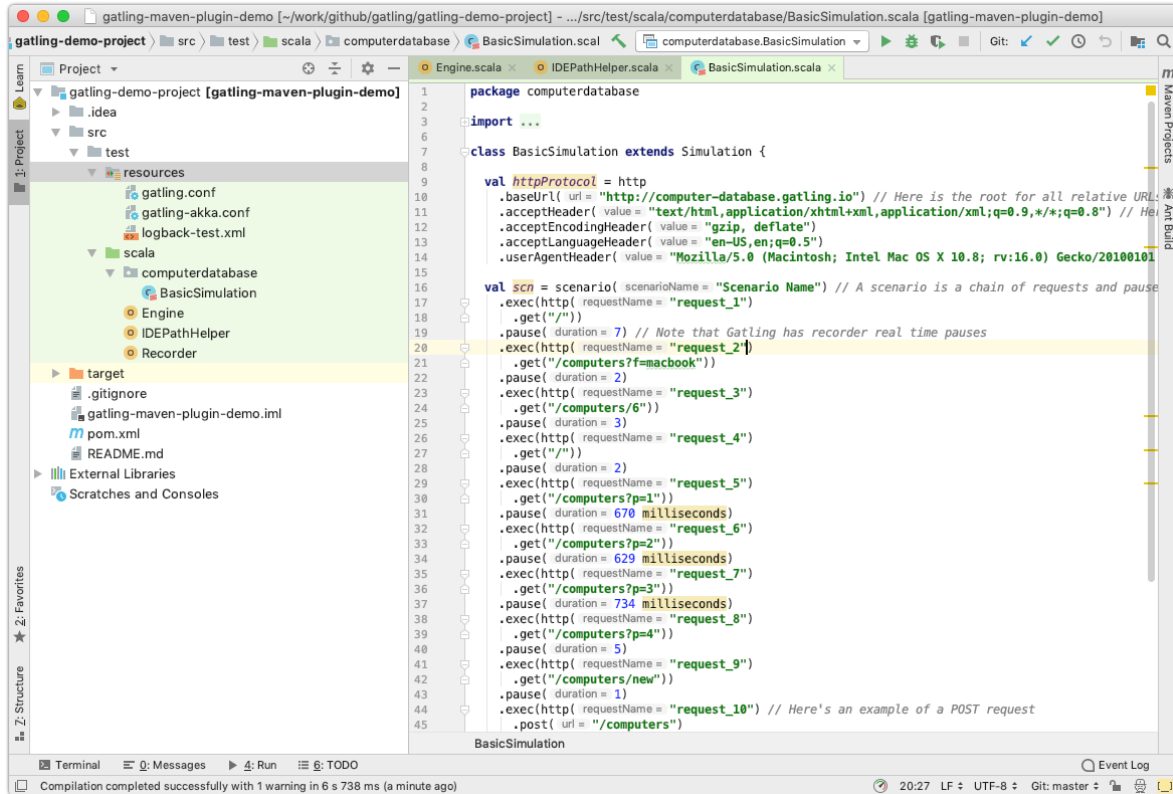 gatling-maven-plugin-demo [~/work/github/gatling/gatling-demo-project] - .../src/test/scala/computerdatabase/BasicSimulation.scala [gatling-maven-plugin-demo]
gatling-demo-project src test scala computerdatabase BasicSimulation.scal computerdatabase.BasicSimulation Git:
Project Engine.scala IDEPathHelper.scala BasicSimulation.scala
Learn
1: Project
2: Favorites
Z: Structure
gatling-demo-project [gatling-maven-plugin-demo]
.idea
src
test
resources
gatling.conf
gatling-akka.conf
logback-test.xml
scala
computerdatabase
BasicSimulation
Engine
IDEPathHelper
Recorder
target
.gitignore
gatling-maven-plugin-demo.iml
pom.xml
README.md
External Libraries
Scratches and Consoles
1 package computerdatabase
2
3 import ...
6
7 class BasicSimulation extends Simulation {
8
9 val httpProtocol = http
10 .baseUrl( url = "http://computer-database.gatling.io") // Here is the root for all relative URLs
11 .acceptHeader( value = "text/html,application/xhtml+xml,application/xml;q=0.9,*/*;q=0.8") // Her
12 .acceptEncodingHeader( value = "gzip, deflate")
13 .acceptLanguageHeader( value = "en-US,en;q=0.5")
14 .userAgentHeader( value = "Mozilla/5.0 (Macintosh; Intel Mac OS X 10.8; rv:16.0) Gecko/20100101
15
16 val scn = scenario( scenarioName = "Scenario Name") // A scenario is a chain of requests and pause
17 .exec(http( requestName = "request_1")
18 .get("/"))
19 .pause( duration = 7) // Note that Gatling has recorder real time pauses
20 .exec(http( requestName = "request_2")
21 .get("/computers?f=macbook"))
22 .pause( duration = 2)
23 .exec(http( requestName = "request_3")
24 .get("/computers/6"))
25 .pause( duration = 3)
26 .exec(http( requestName = "request_4")
27 .get("/"))
28 .pause( duration = 2)
29 .exec(http( requestName = "request_5")
30 .get("/computers?p=1"))
31 .pause( duration = 670 milliseconds)
32 .exec(http( requestName = "request_6")
33 .get("/computers?p=2"))
34 .pause( duration = 629 milliseconds)
35 .exec(http( requestName = "request_7")
36 .get("/computers?p=3"))
37 .pause( duration = 734 milliseconds)
38 .exec(http( requestName = "request_8")
39 .get("/computers?p=4"))
40 .pause( duration = 5)
41 .exec(http( requestName = "request_9")
42 .get("/computers/new"))
43 .pause( duration = 1)
44 .exec(http( requestName = "request_10") // Here's an example of a POST request
45 .post( url = "/computers")
BasicSimulation
m Maven Projects
Ant Build
Terminal 0: Messages 4: Run 6: TODO Event Log
Compilation completed successfully with 1 warning in 6 s 738 ms (a minute ago) 20:27 LF UTF-8 Git: master